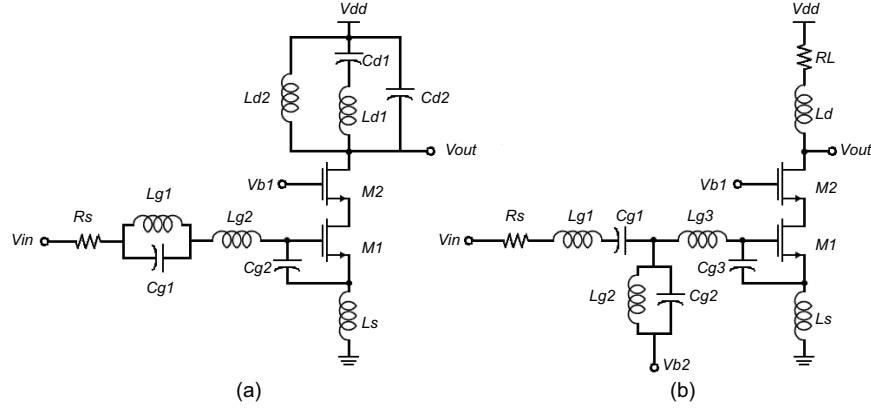 Vdd
Cd1
Ld2
Ld1
Cd2
Vout
Vb1
M2
Lg1
Rs
Lg2
Vin
M1
Cg2
Cg1
Ls
(a)
Vdd
RL
Ld
Vout
Vb1
M2
Rs
Lg1
Cg1
Lg3
Vin
M1
Cg3
Lg2
Cg2
Ls
Vb2
(b)